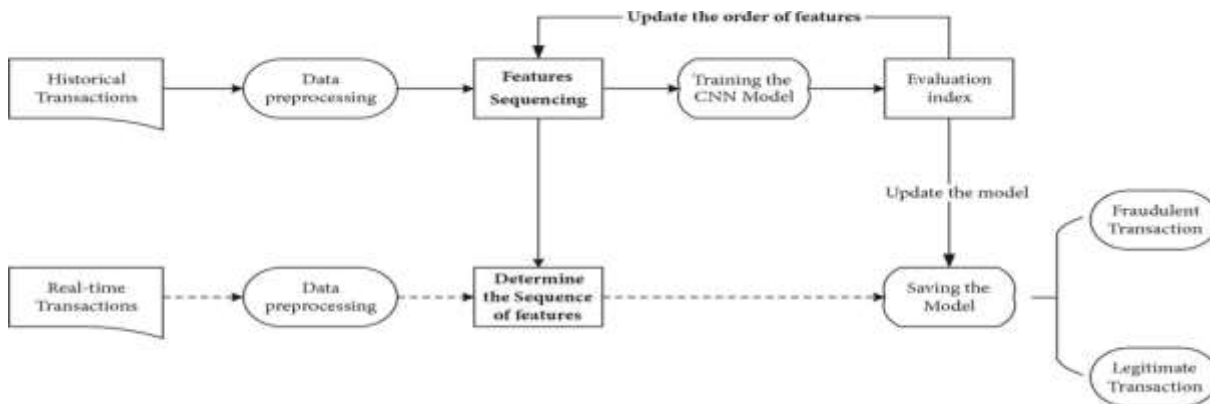 Update the order of features
Historical
Transactions
Data
preprocessing
Features
Sequencing
Training the
CNN Model
Evaluation
index
Update the model
Fraudulent
Transaction
Real-time
Transactions
Data
preprocessing
Determine
the Sequence
of features
Saving the
Model
Legitimate
Transaction